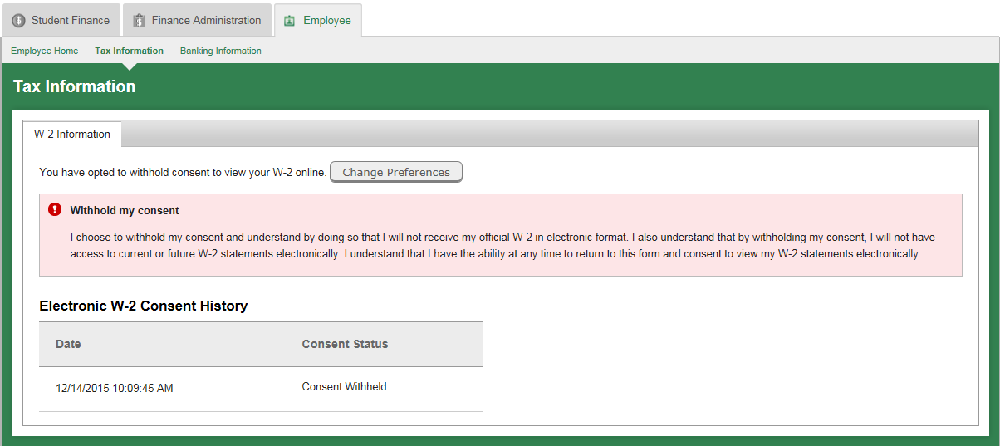 Student Finance
Finance Administration
Employee
Employee Home
Tax Information
Banking Information
Tax Information
W-2 Information
You have opted to withhold consent to view your W-2 online.
Change Preferences
Withhold my consent
I choose to withhold my consent and understand by doing so that I will not receive my official W-2 in electronic format. I also understand that by withholding my consent, I will not have
access to current or future W-2 statements electronically. I understand that I have the ability at any time to return to this form and consent to view my W-2 statements electronically.
Electronic W-2 Consent History
Date
Consent Status
12/14/2015 10:09:45 AM
Consent Withheld